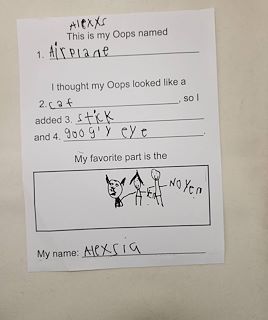 Alexxs
This is my Oops named
1. Airplane
I thought my Oops looked like a
2. cat, so I
added 3. stick
and 4. goog'y eye.
My favorite part is the
My name: Alexsia